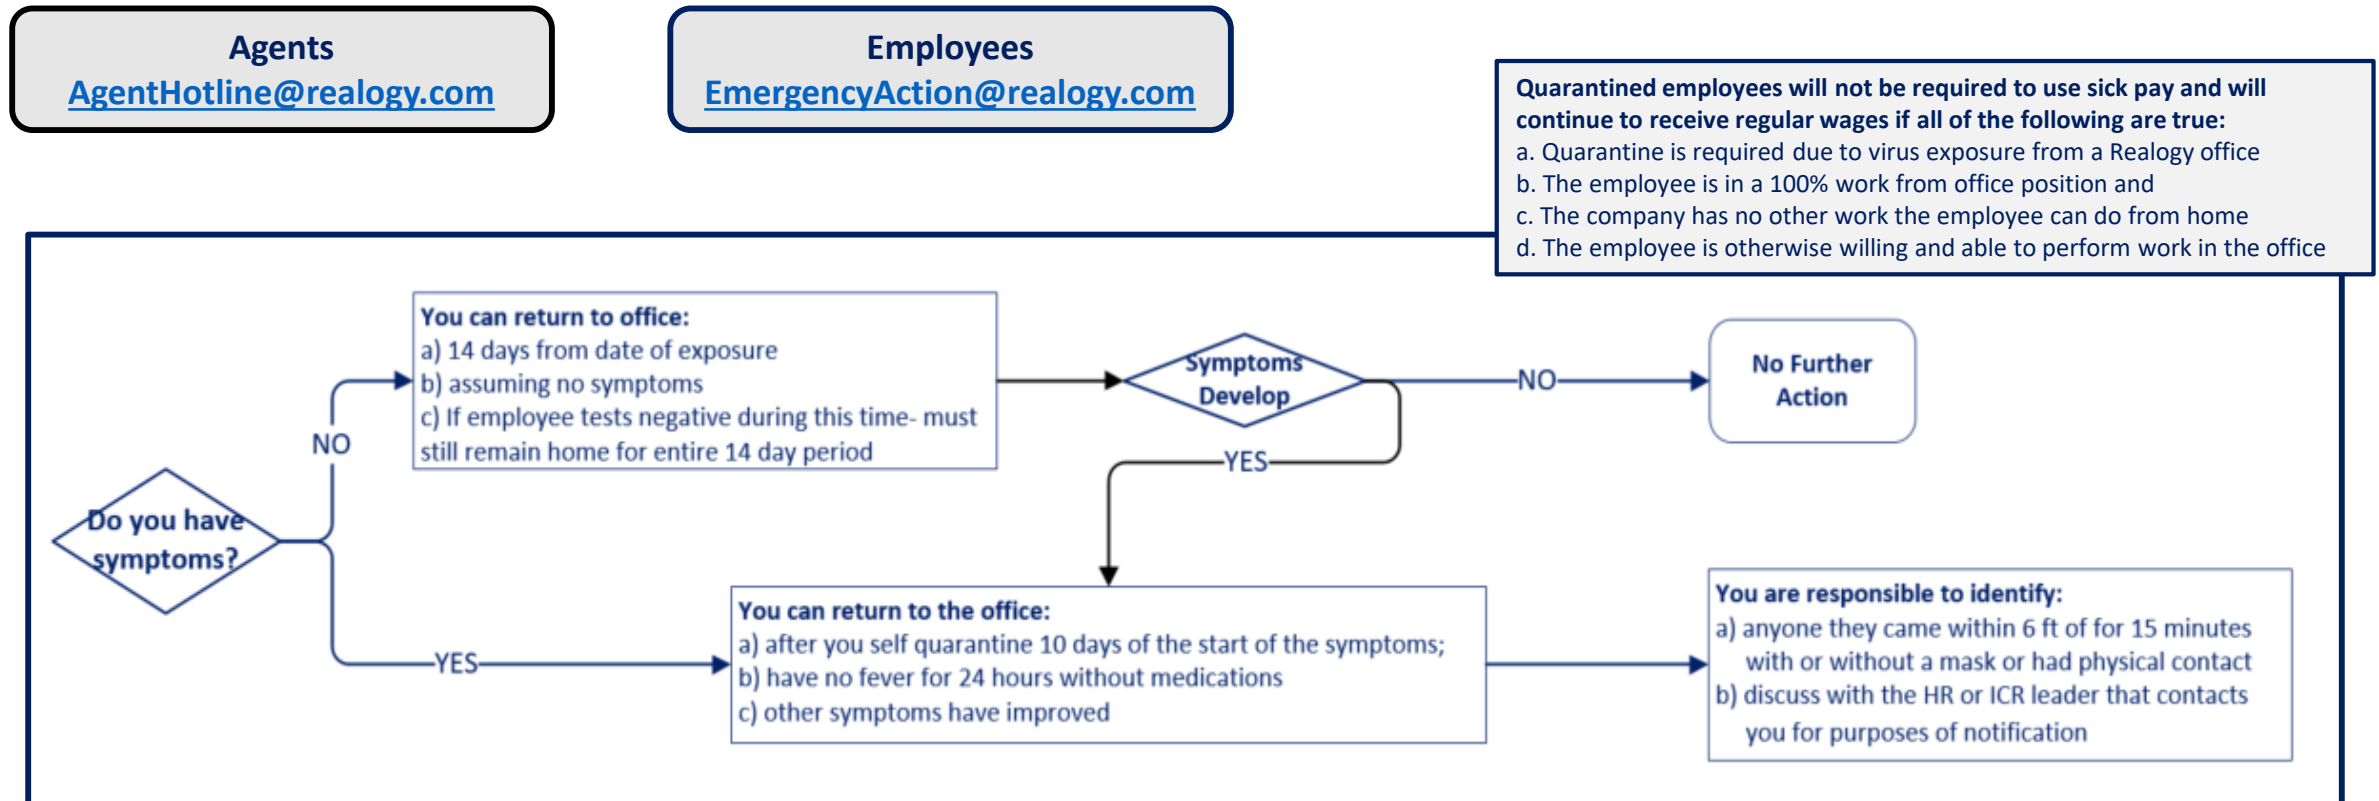 Agents
AgentHotline@realogy.com
Employees
EmergencyAction@realogy.com
Quarantined employees will not be required to use sick pay and will
continue to receive regular wages if all of the following are true:
a. Quarantine is required due to virus exposure from a Realogy office
b. The employee is in a 100% work from office position and
c. The company has no other work the employee can do from home
d. The employee is otherwise willing and able to perform work in the office
Do you have
symptoms?
NO
You can return to office:
a) 14 days from date of exposure
b) assuming no symptoms
c) If employee tests negative during this time- must
still remain home for entire 14 day period
Symptoms
Develop
NO
No Further
Action
YES
YES
You can return to the office:
a) after you self quarantine 10 days of the start of the symptoms;
b) have no fever for 24 hours without medications
c) other symptoms have improved
You are responsible to identify:
a) anyone they came within 6 ft of for 15 minutes
with or without a mask or had physical contact
b) discuss with the HR or ICR leader that contacts
you for purposes of notification